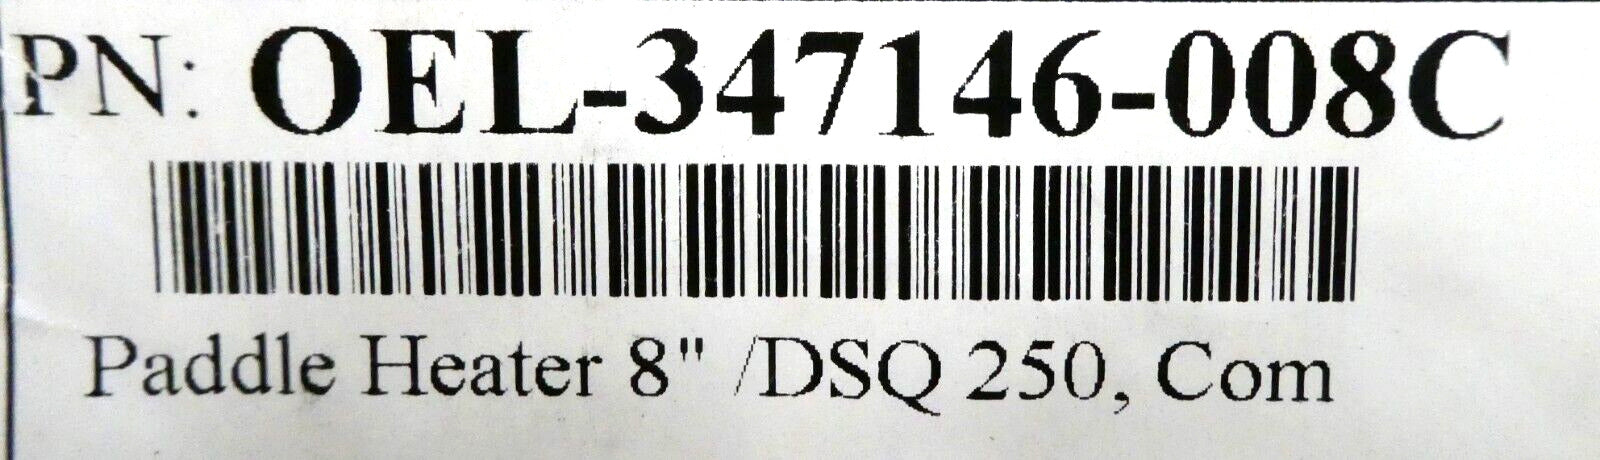 PN: OEL-347146-008C
Paddle Heater 8" /DSQ 250, Com